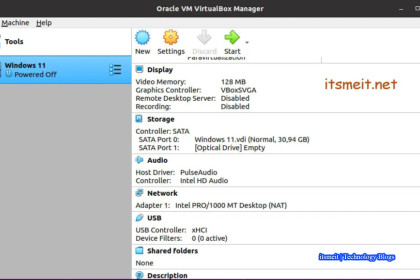 Oracle VM VirtualBox Manager
Machine Help
Tools
New Settings Discard Start
Windows 11
Powered Off
Paravirtualization
Display
Video Memory: 128 MB
Graphics Controller: VBoxSVGA
Remote Desktop Server: Disabled
Recording: Disabled
itsmeit.net
Storage
Controller: SATA
SATA Port 0: Windows 11.vdi (Normal, 30,94 GB)
SATA Port 1: [Optical Drive] Empty
Audio
Host Driver: PulseAudio
Controller: Intel HD Audio
Network
Adapter 1: Intel PRO/1000 MT Desktop (NAT)
USB
USB Controller: xHCI
Device Filters: 0 (0 active)
Shared folders
None
Description